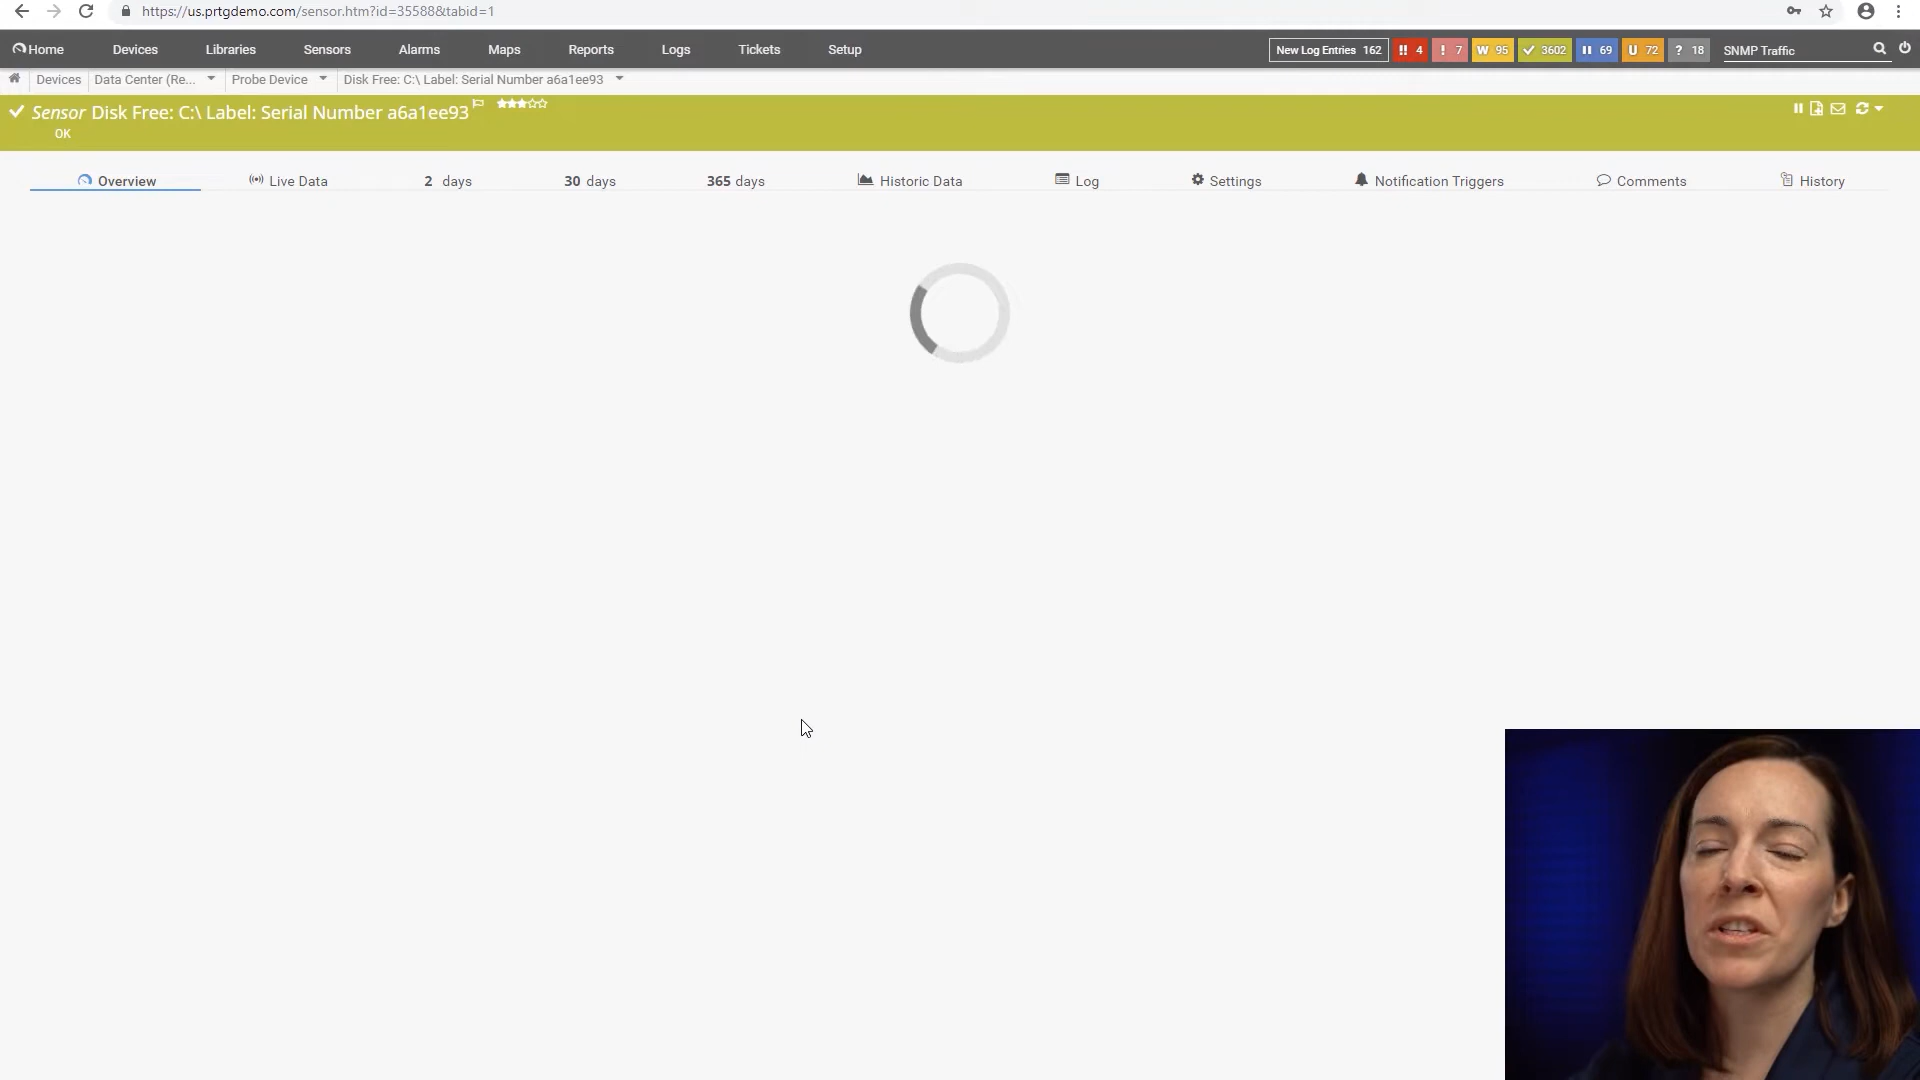 https://us.prtgdemo.com/sensor.htm?id=35588&tabid=1
Home Devices Libraries Sensors Alarms Maps Reports Logs Tickets Setup New Log Entries 162 !! 4 ! 7 W 95 3602 69 U 72 ? 18 SNMP Traffic
Devices Data Center (Re... Probe Device Disk Free: C:\ Label: Serial Number a6a1ee93
Sensor Disk Free: C:\ Label: Serial Number a6a1ee93
OK
Overview Live Data 2 days 30 days 365 days Historic Data Log Settings Notification Triggers Comments History